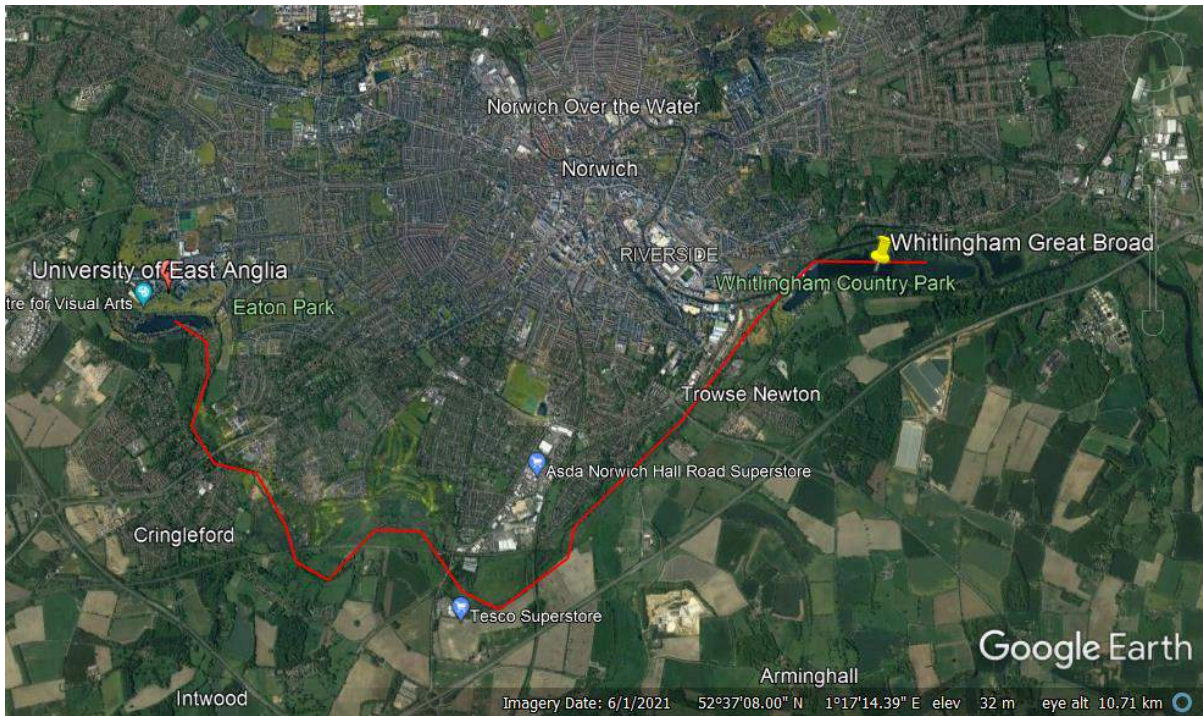 Norwich Over the Water
Norwich
RIVERSIDE
Whitlingham Great Broad
University of East Anglia
Whitlingham Country Park
tre for Visual Arts
Eaton Park
Trowse Newton
Asda Norwich Hall Road Superstore
Cringleford
Tesco Superstore
Google Earth
Arminghall
Intwood
Imagery Date: 6/1/2021 52°37'08.00" N 1°17'14.39" E elev 32 m eye alt 10.71 km